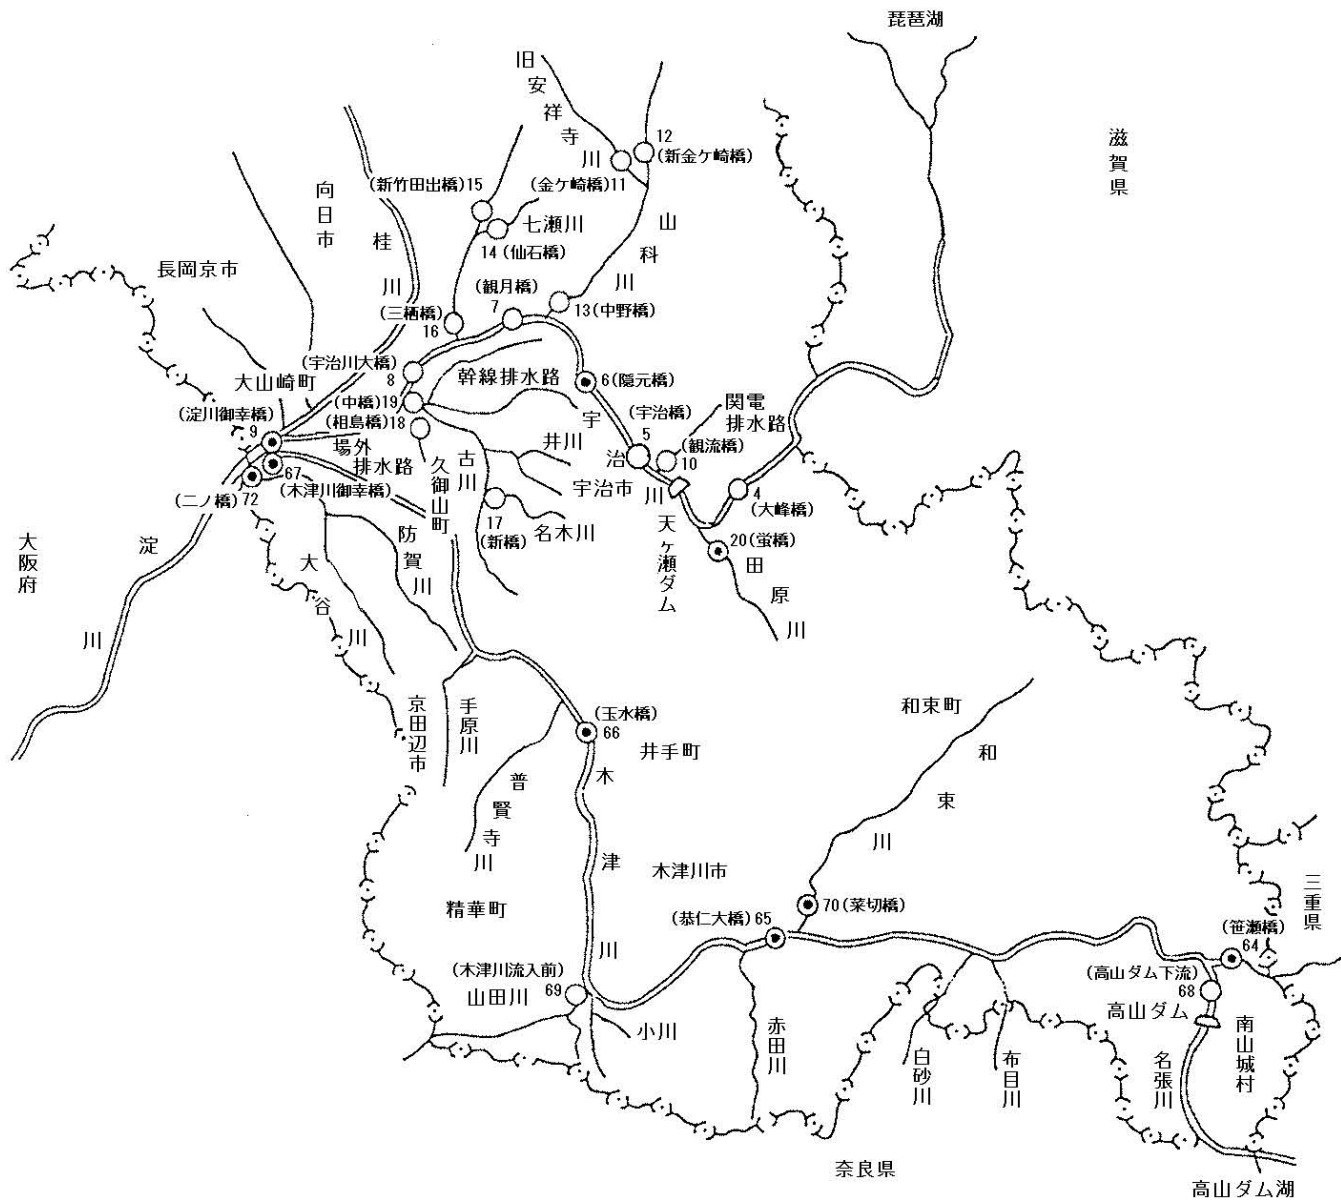 琵琶湖
滋賀県
旧安祥寺川
12
(新金ケ崎橋)
(金ケ崎橋)11
(新竹田出橋)15
七瀬川
14(仙石橋)
山科川
向日市
桂川
長岡京市
(観月橋)
7
13(中野橋)
(三栖橋)
16
(宇治川大橋)
8
幹線排水路
6(隠元橋)
大山崎町
(中橋)19
(淀川御幸橋)
9
(相島橋)18
場外
排水路
67
(木津川御幸橋)
(二ノ橋)72
久御山町
古川
井川
宇治市
17
(新橋)
名木川
宇治川
(宇治橋)
5
関電
排水路
(観流橋)
10
4
(大峰橋)
天ヶ瀬ダム
20(蛍橋)
田原川
大阪府
淀川
大谷川
防賀川
京田辺市
手原川
普賢寺川
(玉水橋)
66
井手町
木津川
和束町
和束川
木津川市
精華町
70(菜切橋)
(恭仁大橋)65
(木津川流入前)
山田川
69
小川
赤田川
白砂川
布目川
三重県
(笹瀬橋)
64
(高山ダム下流)
68
高山ダム
名張川
南山城村
奈良県
高山ダム湖